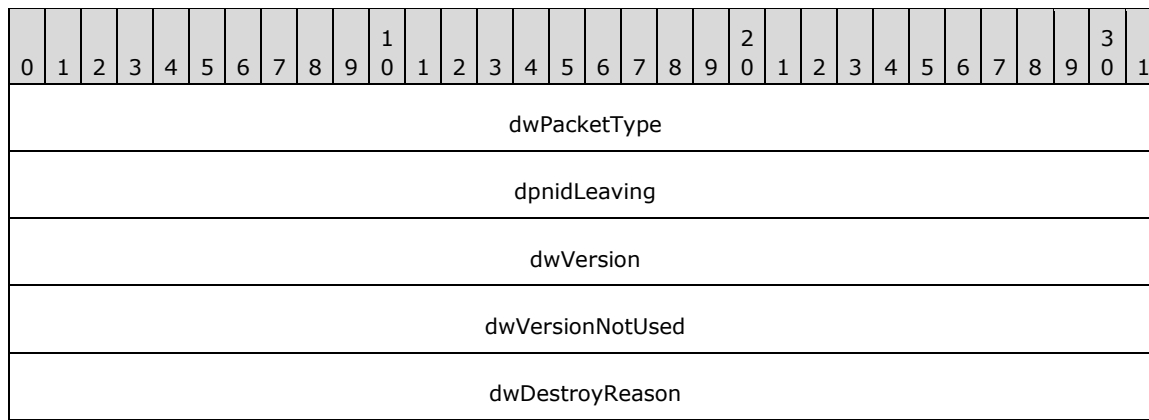 1 2 3
0 1 2 3 4 5 6 7 8 9 0 1 2 3 4 5 6 7 8 9 0 1 2 3 4 5 6 7 8 9 0 1
dwPacketType
dpnidLeaving
dwVersion
dwVersionNotUsed
dwDestroyReason